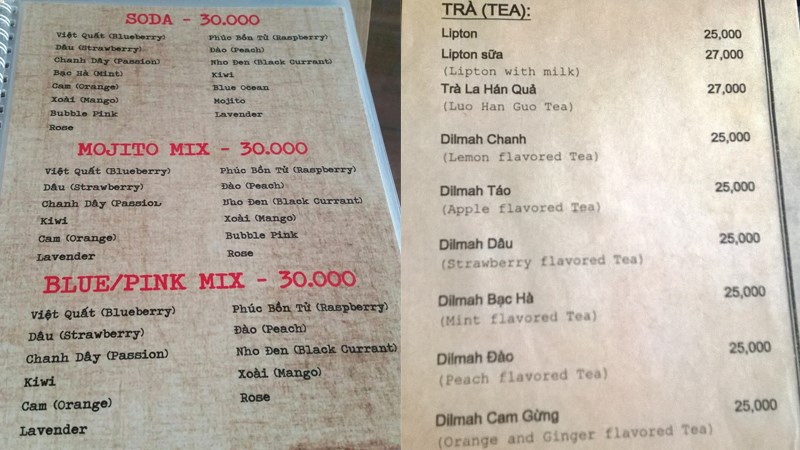 SODA - 30.000
Việt Quất (Blueberry)
Dâu (Strawberry)
Chanh Dây (Passion)
Bạc Hà (Mint)
Cam (Orange)
Xoài (Mango)
Bubble Pink
Rose
Phúc Bồn Tử (Raspberry)
Đào (Peach)
Nho Đen (Black Currant)
Kiwi
Blue Ocean
Mojito
Lavender
MOJITO MIX - 30.000
Việt Quất (Blueberry)
Dâu (Strawberry)
Chanh Dây (Passion
Kiwi
Cam (Orange)
Lavender
Phúc Bồn Tử (Raspberry)
Đào (Peach)
Nho Đen (Black Currant)
Xoài (Mango)
Bubble Pink
Rose
BLUE/PINK MIX - 30.000
Việt Quất (Blueberry)
Dâu (Strawberry)
Chanh Dây (Passion)
Kiwi
Cam (Orange)
Lavender
Phúc Bồn Tử (Raspberry)
Đào (Peach)
Nho Đen (Black Currant)
Xoài (Mango)
Rose
TRÀ (TEA):
Lipton 25,000
Lipton sữa 27,000
(Lipton with milk)
Trà La Hán Quả 27,000
(Luo Han Guo Tea)
Dilmah Chanh 25,000
(Lemon flavored Tea)
Dilmah Táo 25,000
(Apple flavored Tea)
Dilmah Dâu 25,000
(Strawberry flavored Tea)
Dilmah Bạc Hà 25,000
(Mint flavored Tea)
Dilmah Đào 25,000
(Peach flavored Tea)
Dilmah Cam Gừng 25,000
(Orange and Ginger flavored Tea)